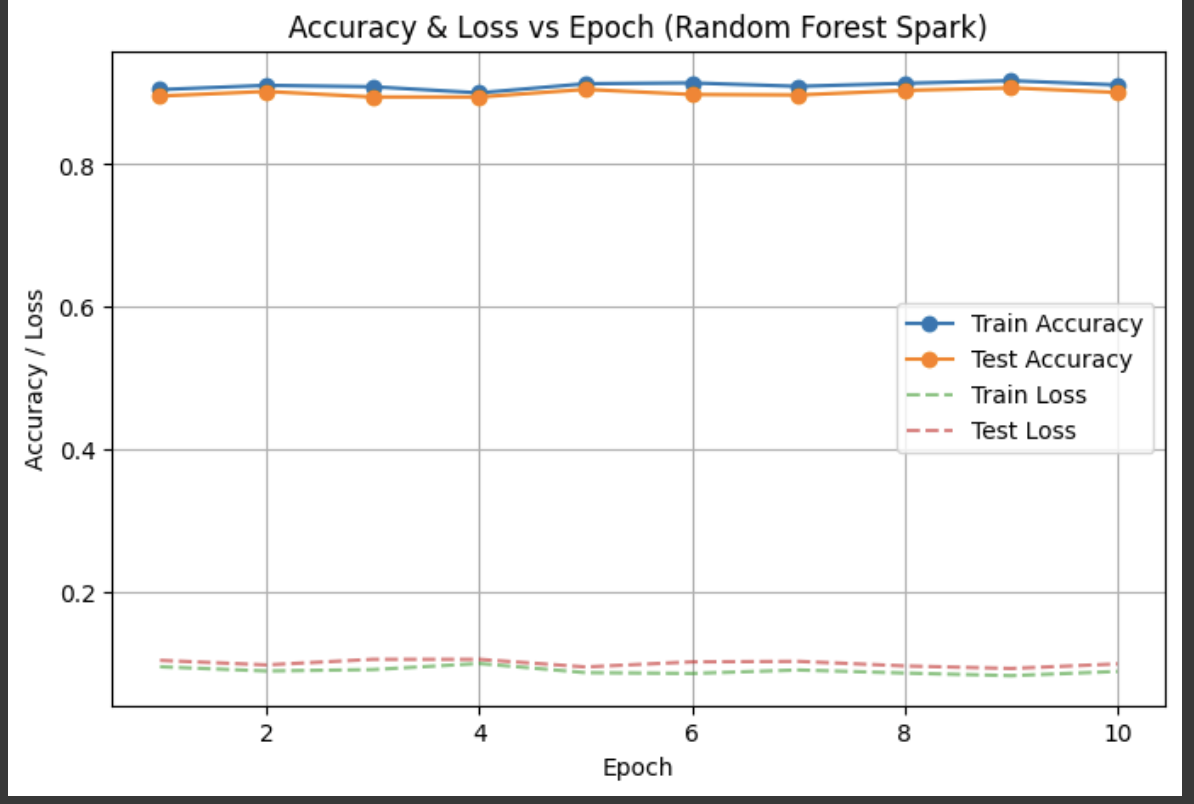 Accuracy & Loss vs Epoch (Random Forest Spark)
Accuracy / Loss
0.8
0.6
0.4
0.2
Train Accuracy
Test Accuracy
Train Loss
Test Loss
2 4 6 8 10
Epoch